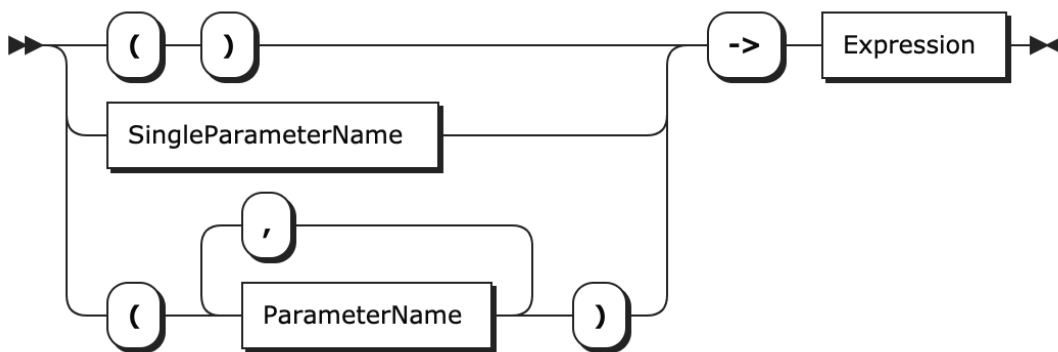 ( ) -> Expression
SingleParameterName
,
( ParameterName )